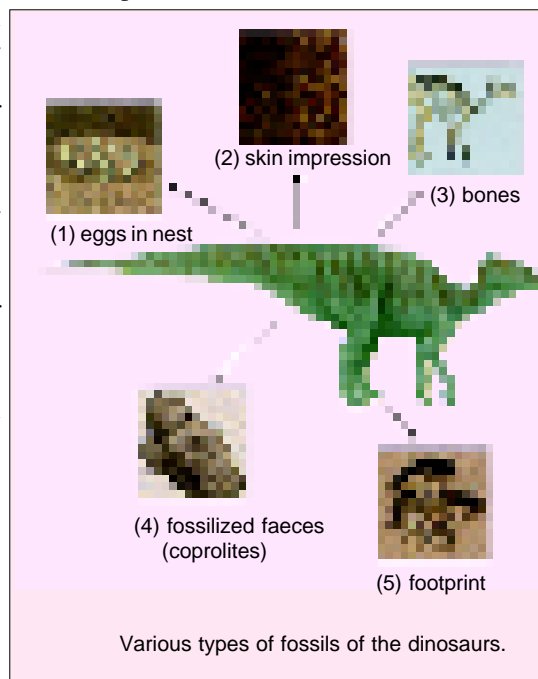 (2) skin impression
(3) bones
(1) eggs in nest
(4) fossilized faeces
(coprolites)
(5) footprint
Various types of fossils of the dinosaurs.